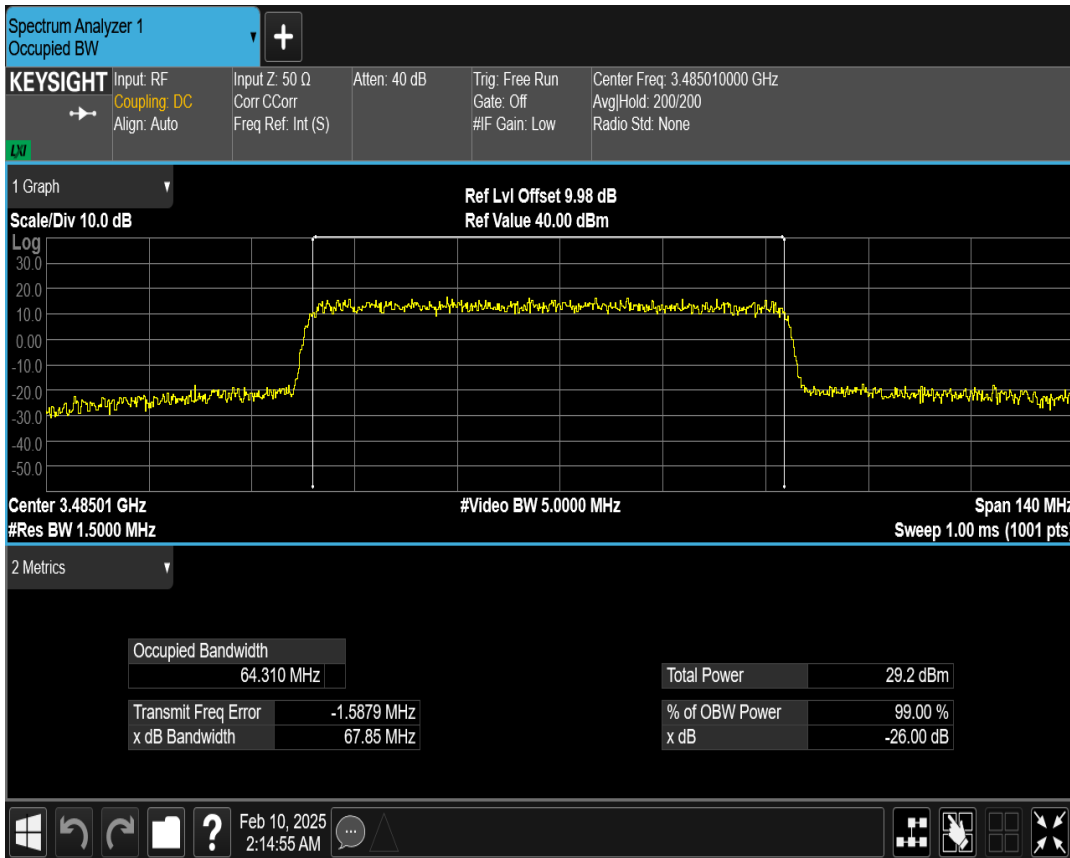 Spectrum Analyzer 1
Occupied BW
+
KEYSIGHT
LXI
Input: RF
Coupling: DC
Align: Auto
Input Z: 50 Ω
Corr CCorr
Freq Ref: Int (S)
Atten: 40 dB
Trig: Free Run
Gate: Off
#IF Gain: Low
Center Freq: 3.485010000 GHz
Avg|Hold: 200/200
Radio Std: None
1 Graph
Scale/Div 10.0 dB
Ref Lvl Offset 9.98 dB
Ref Value 40.00 dBm
Log
30.0
20.0
10.0
0.00
-10.0
-20.0
-30.0
-40.0
-50.0
Center 3.48501 GHz
#Video BW 5.0000 MHz
Span 140 MHz
#Res BW 1.5000 MHz
Sweep 1.00 ms (1001 pts)
2 Metrics
Occupied Bandwidth
64.310 MHz
Total Power 29.2 dBm
Transmit Freq Error -1.5879 MHz
% of OBW Power 99.00 %
x dB Bandwidth 67.85 MHz
x dB -26.00 dB
?
Feb 10, 2025
2:14:55 AM